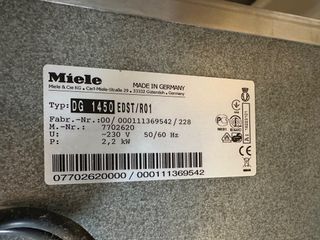 Miele
MADE IN GERMANY
Miele & Cie KG • Carl-Miele-Straße 29 • 33332 Gütersloh • Germany
Typ: DG 1450 EDST/R01
Fabr.-Nr.:00/ 000111369542 / 228
M.-Nr.: 7702620
U: ~230 V 50/60 Hz
P: 2,2 kW
07702620000 / 000111369542